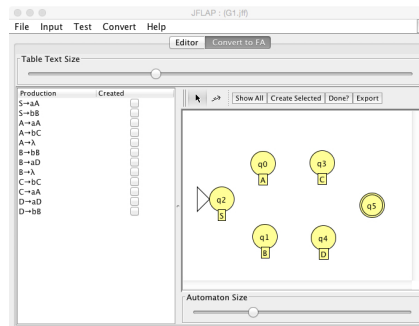 JFLAP : (G1.jff)
File Input Test Convert Help
Editor Convert to FA
Table Text Size
Production Created
S→aA
S→bB
A→aA
A→bC
A→λ
B→bB
B→aD
B→λ
C→bC
C→aA
D→aD
D→bB
Show All Create Selected Done? Export
q0
A
q3
C
q2
S
q5
q1
B
q4
D
Automaton Size